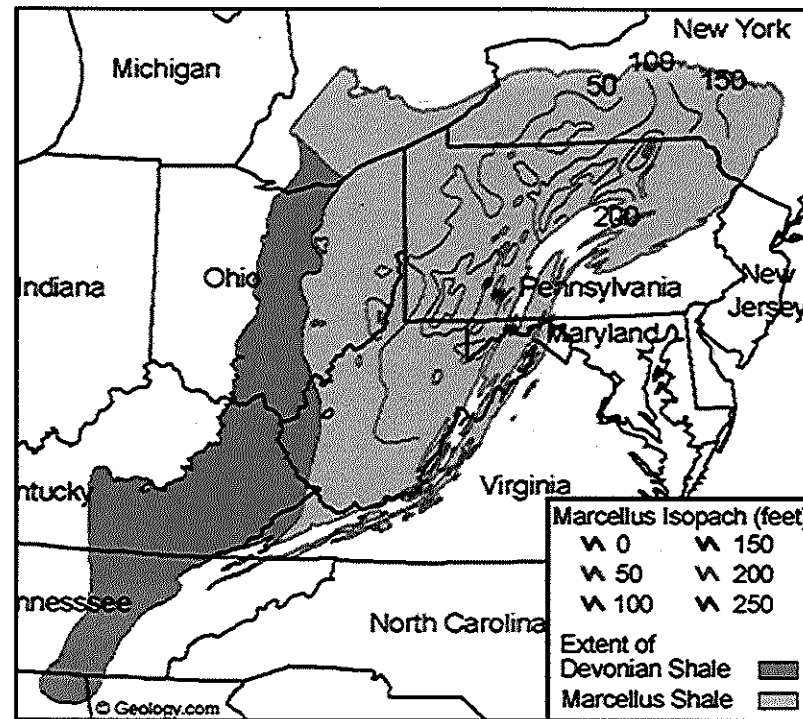 New York
Michigan
50
100
150
200
Indiana
Ohio
Pennsylvania
New
Jersey
Maryland
ntucky
Virginia
nnesssee
North Carolina
Marcellus Isopach (feet)
0 150
50 200
100 250
Extent of
Devonian Shale
Marcellus Shale
© Geology.com